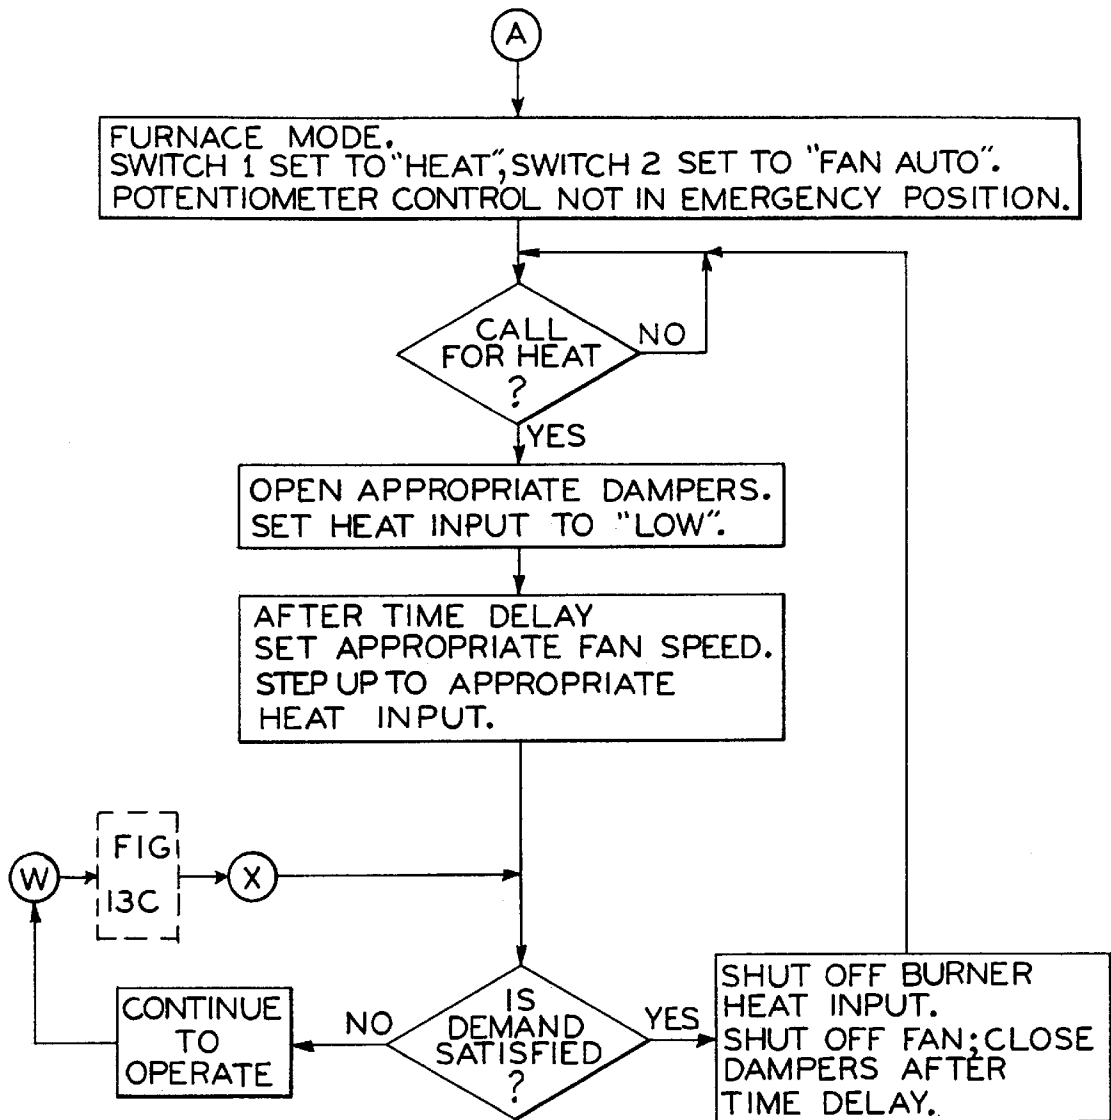 A
FURNACE MODE.
SWITCH 1 SET TO "HEAT", SWITCH 2 SET TO "FAN AUTO".
POTENTIOMETER CONTROL NOT IN EMERGENCY POSITION.
CALL
FOR HEAT
?
NO
YES
OPEN APPROPRIATE DAMPERS.
SET HEAT INPUT TO "LOW".
AFTER TIME DELAY
SET APPROPRIATE FAN SPEED.
STEP UP TO APPROPRIATE
HEAT INPUT.
W
FIG
13C
X
CONTINUE
TO
OPERATE
NO
IS
DEMAND
SATISFIED
?
YES
SHUT OFF BURNER
HEAT INPUT.
SHUT OFF FAN; CLOSE
DAMPERS AFTER
TIME DELAY.